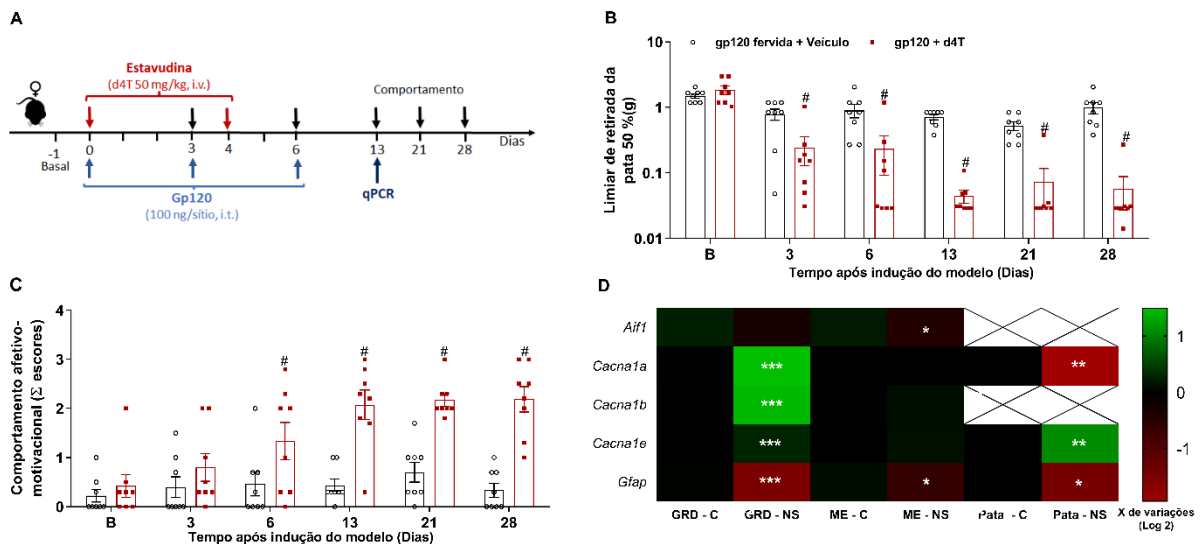 A
Estavudina
(d4T 50 mg/kg, i.v.)
Comportamento
-1
0
3
4
6
13
21
28
Dias
Basal
Gp120
(100 ng/sítio, i.t.)
qPCR
B
gp120 fervida + Veículo
gp120 + d4T
Limiar de retirada da
pata 50 %(g)
10
1
0.1
0.01
#
#
#
#
#
B
3
6
13
21
28
Tempo após indução do modelo (Dias)
C
Comportamento afetivo-
motivacional (Σ escores)
4
3
2
1
0
#
#
#
#
B
3
6
13
21
28
Tempo após indução do modelo (Dias)
D
Aif1
*
Cacna1a
***
**
Cacna1b
***
Cacna1e
***
**
Gfap
***
*
*
GRD - C
GRD - NS
ME - C
ME - NS
Pata - C
Pata - NS
1
0
-1
X de variações
(Log 2)